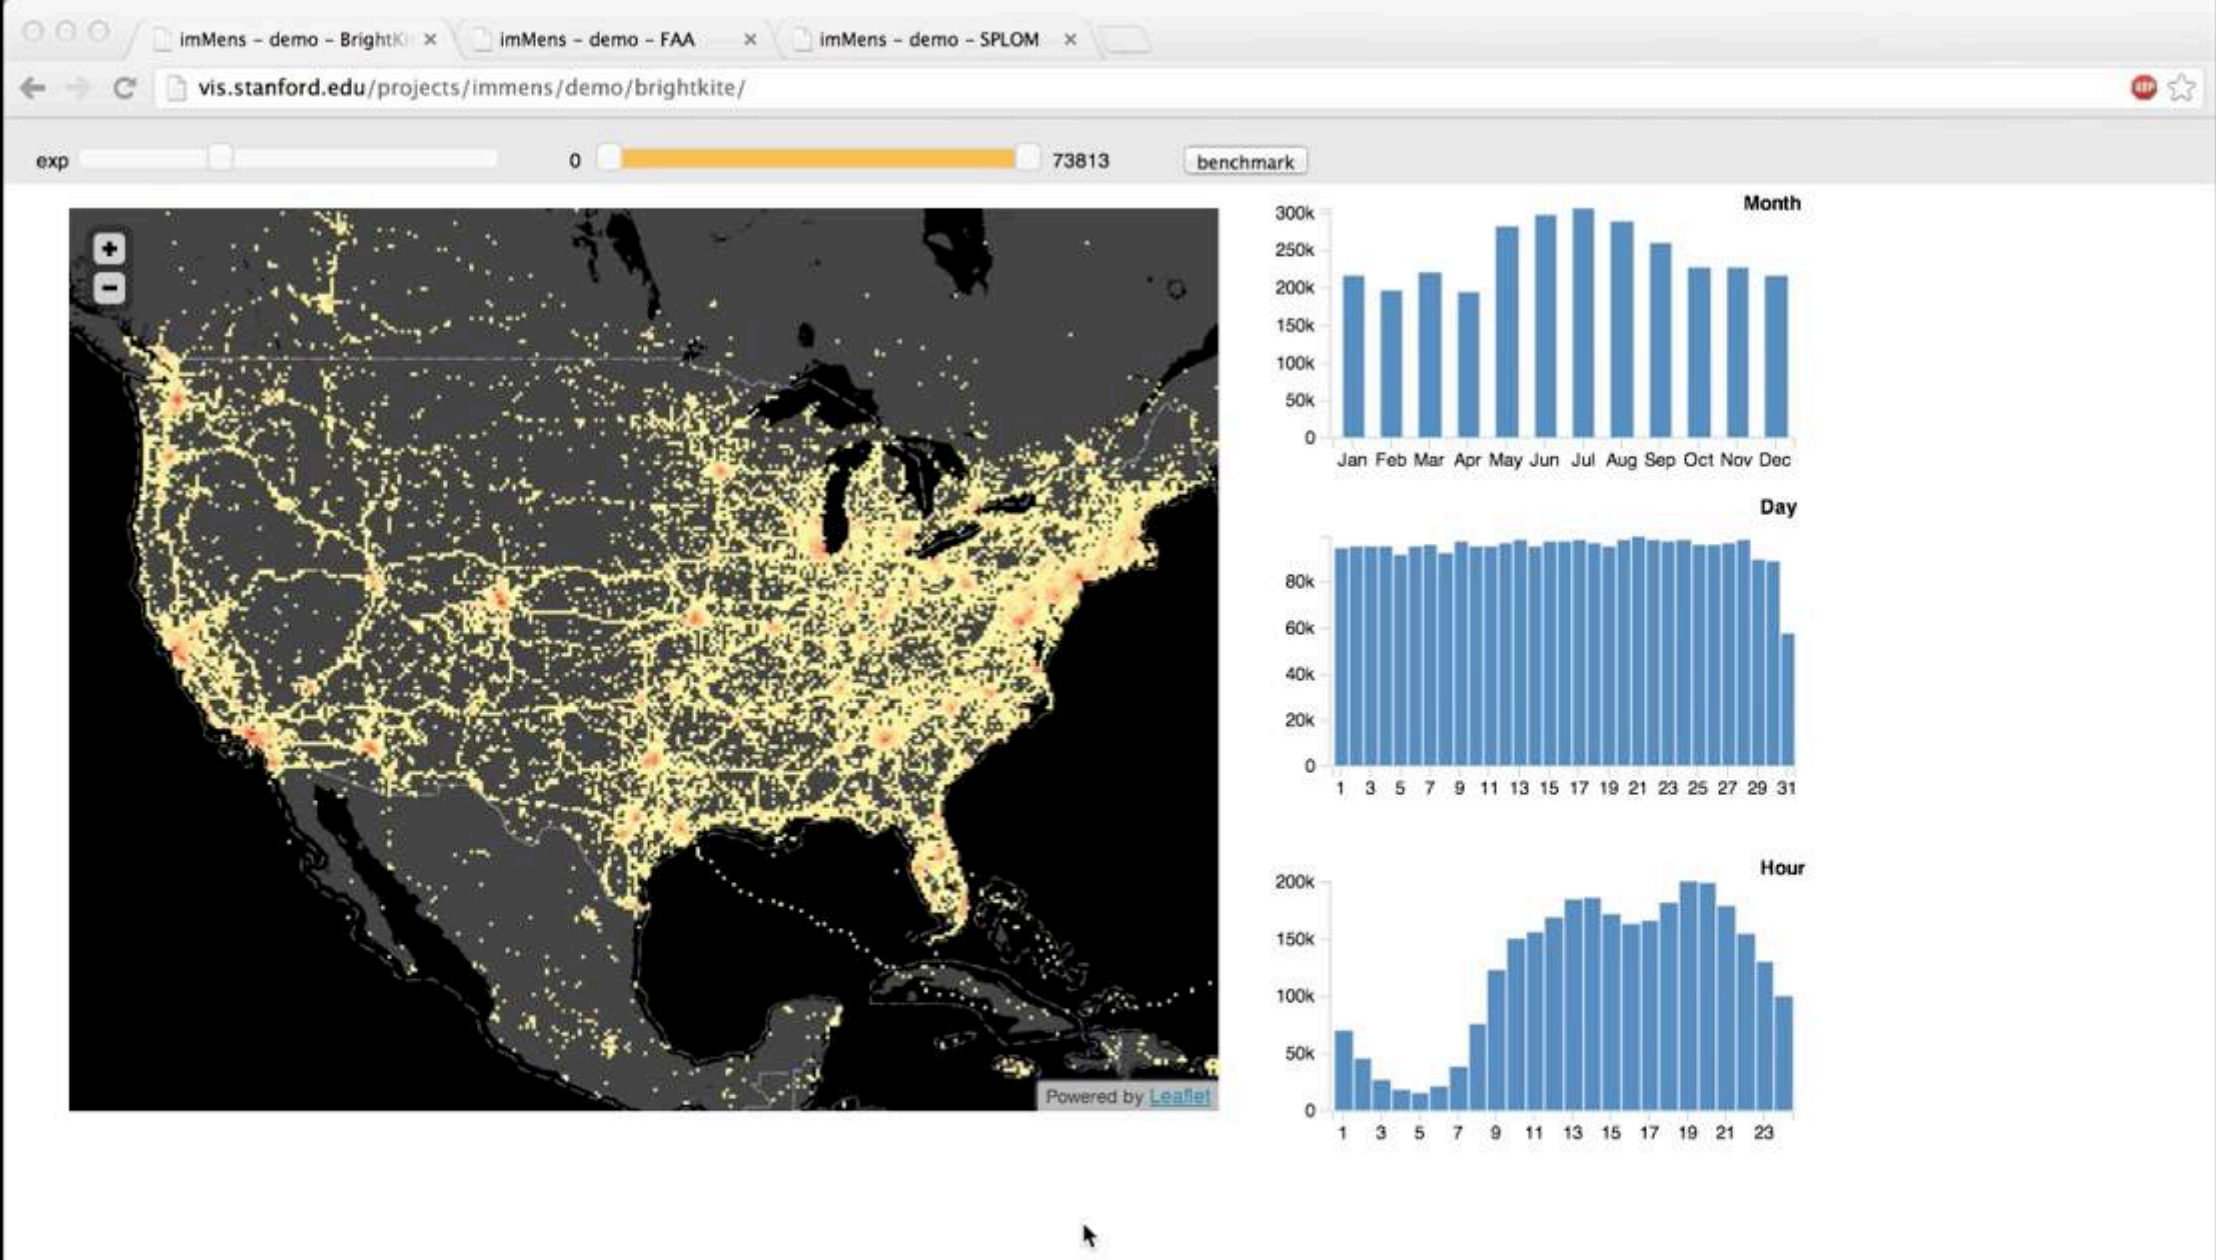 imMens – demo – BrightKi × imMens – demo – FAA × imMens – demo – SPLOM ×
vis.stanford.edu/projects/immens/demo/brightkite/
ABP
exp 0 73813 benchmark
+
−
Powered by Leaflet
Month
300k
250k
200k
150k
100k
50k
0
Jan Feb Mar Apr May Jun Jul Aug Sep Oct Nov Dec
Day
80k
60k
40k
20k
0
1 3 5 7 9 11 13 15 17 19 21 23 25 27 29 31
Hour
200k
150k
100k
50k
0
1 3 5 7 9 11 13 15 17 19 21 23